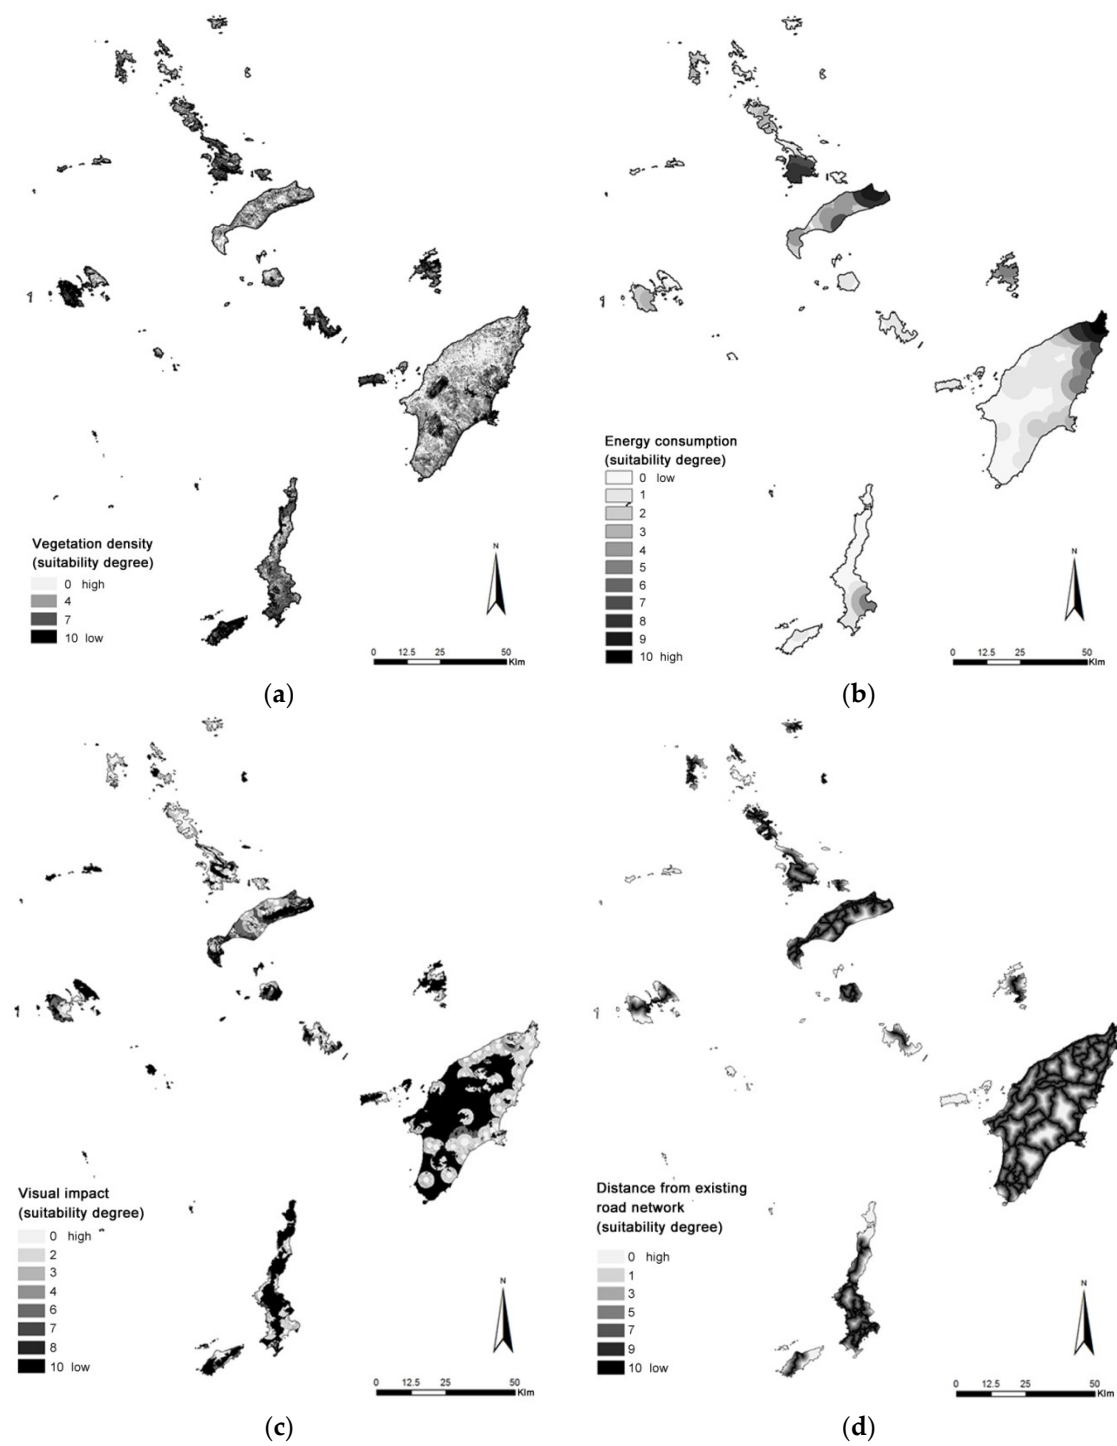 Vegetation density
(suitability degree)
0 high
4
7
10 low
N
0 12.5 25 50
Klm
(a)
Energy consumption
(suitability degree)
0 low
1
2
3
4
5
6
7
8
9
10 high
N
0 12.5 25 50
Klm
(b)
Visual impact
(suitability degree)
0 high
2
3
4
6
7
8
10 low
N
0 12.5 25 50
Klm
(c)
Distance from existing
road network
(suitability degree)
0 high
1
3
5
7
9
10 low
N
0 12.5 25 50
Klm
(d)